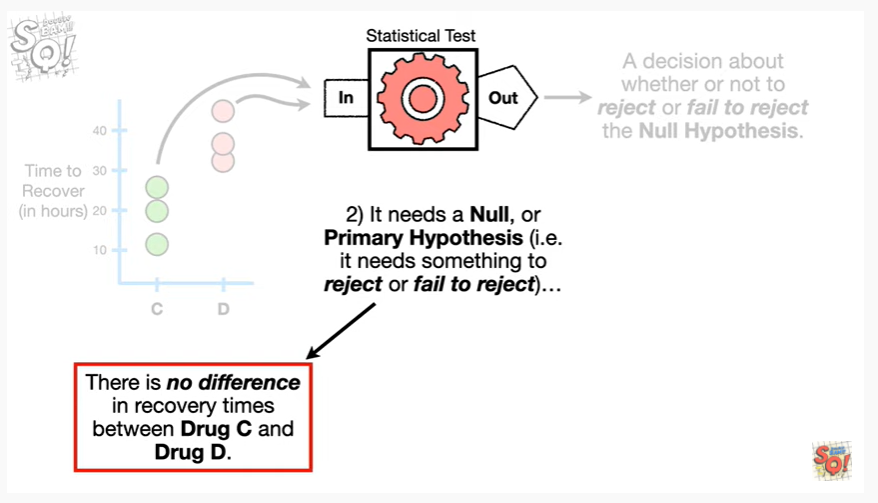 Statistical Test
In
Out
A decision about
whether or not to
reject or fail to reject
the Null Hypothesis.
Time to
Recover
(in hours)
40
30
20
10
C
D
2) It needs a Null, or
Primary Hypothesis (i.e.
it needs something to
reject or fail to reject)…
There is no difference
in recovery times
between Drug C and
Drug D.
SQ!